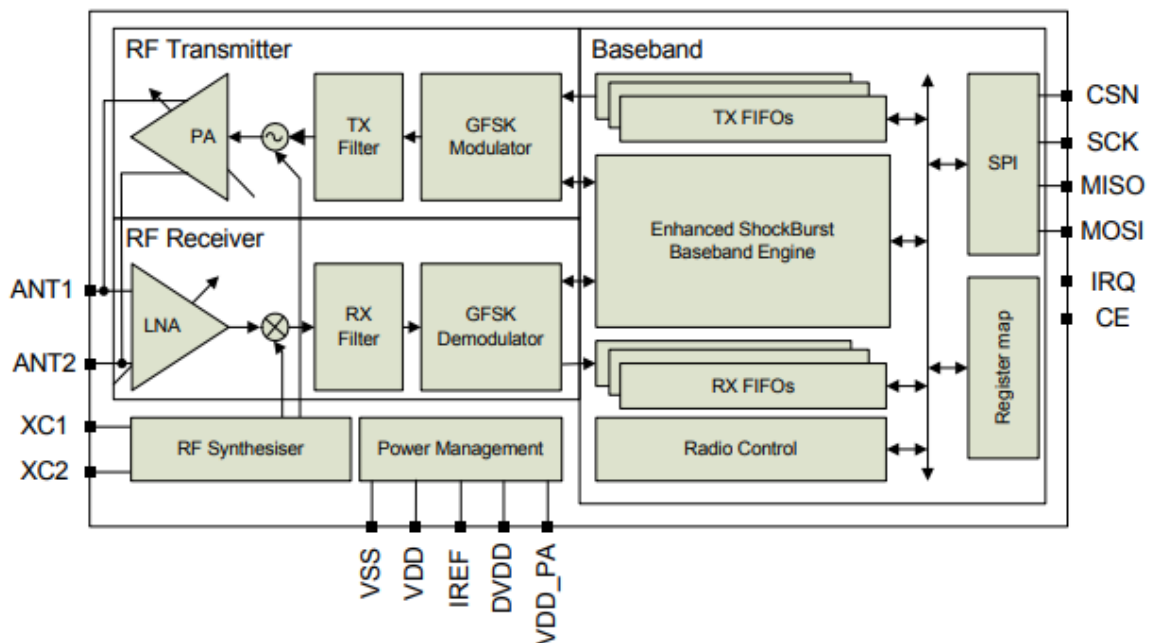 RF Transmitter
Baseband
PA
TX
Filter
GFSK
Modulator
TX FIFOs
SPI
CSN
SCK
MISO
MOSI
Enhanced ShockBurst
Baseband Engine
RF Receiver
ANT1
ANT2
LNA
RX
Filter
GFSK
Demodulator
RX FIFOs
Register map
IRQ
CE
XC1
XC2
RF Synthesiser
Power Management
Radio Control
VSS
VDD
IREF
DVDD
VDD_PA